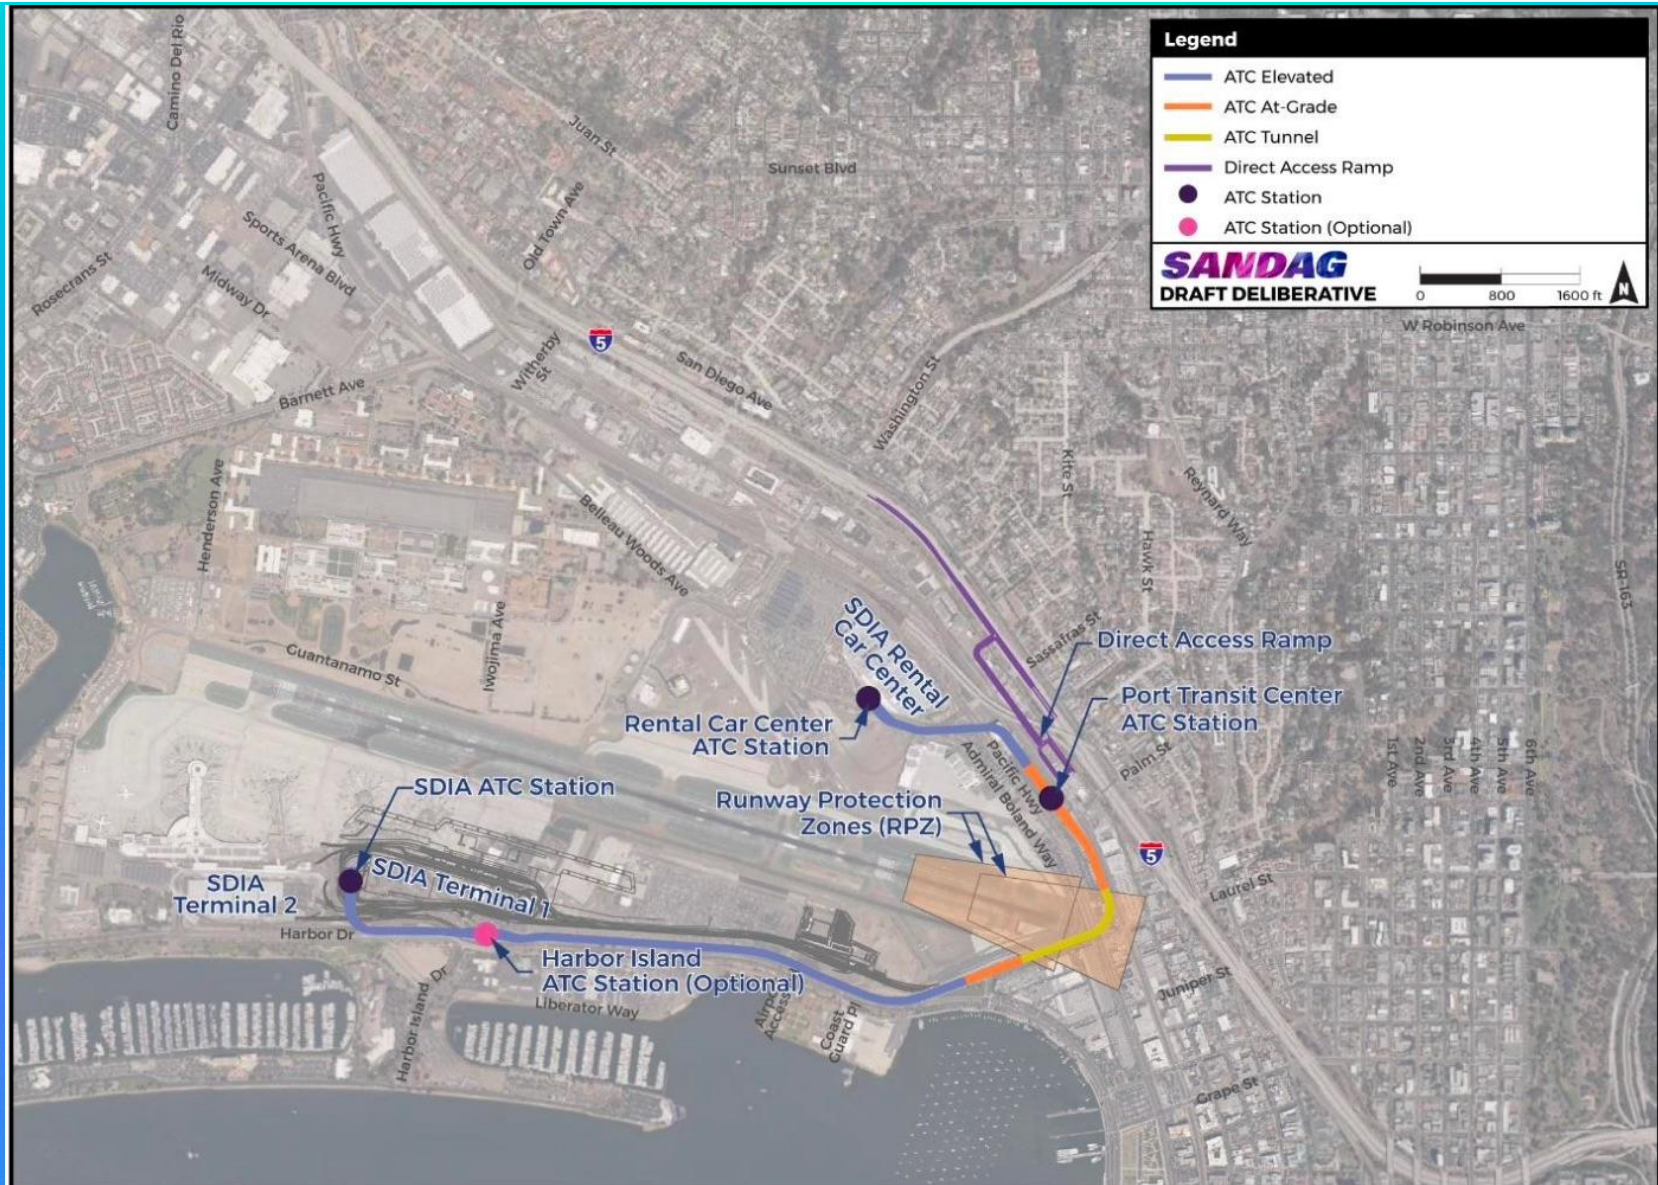 Legend
ATC Elevated
ATC At-Grade
ATC Tunnel
Direct Access Ramp
ATC Station
ATC Station (Optional)
SANDAG
DRAFT DELIBERATIVE
0 800 1600 ft
N
Camino Del Rio
Juan St
Sunset Blvd
Pacific Hwy
Old Town Ave
Sports Arena Blvd
Rosecrans St
Midway Dr
W Robinson Ave
5
Witherby
St
San Diego Ave
Washington St
Barnett Ave
Kite St
Reynard Way
Henderson Ave
Belleau Woods Ave
Hawk St
SR-163
Iwojima Ave
Guantanamo St
Sassafras St
SDIA Rental
Car Center
Direct Access Ramp
Port Transit Center
ATC Station
Rental Car Center
ATC Station
Pacific Hwy
Admiral Boland Way
Palm St
1st Ave
2nd Ave
3rd Ave
4th Ave
5th Ave
6th Ave
SDIA ATC Station
Runway Protection
Zones (RPZ)
5
SDIA
Terminal 2
SDIA Terminal 1
Laurel St
Harbor Dr
Harbor Island
ATC Station (Optional)
Harbor Island Dr
Liberator Way
Airport
Access
Coast
Guard Pl
Juniper St
Grape St